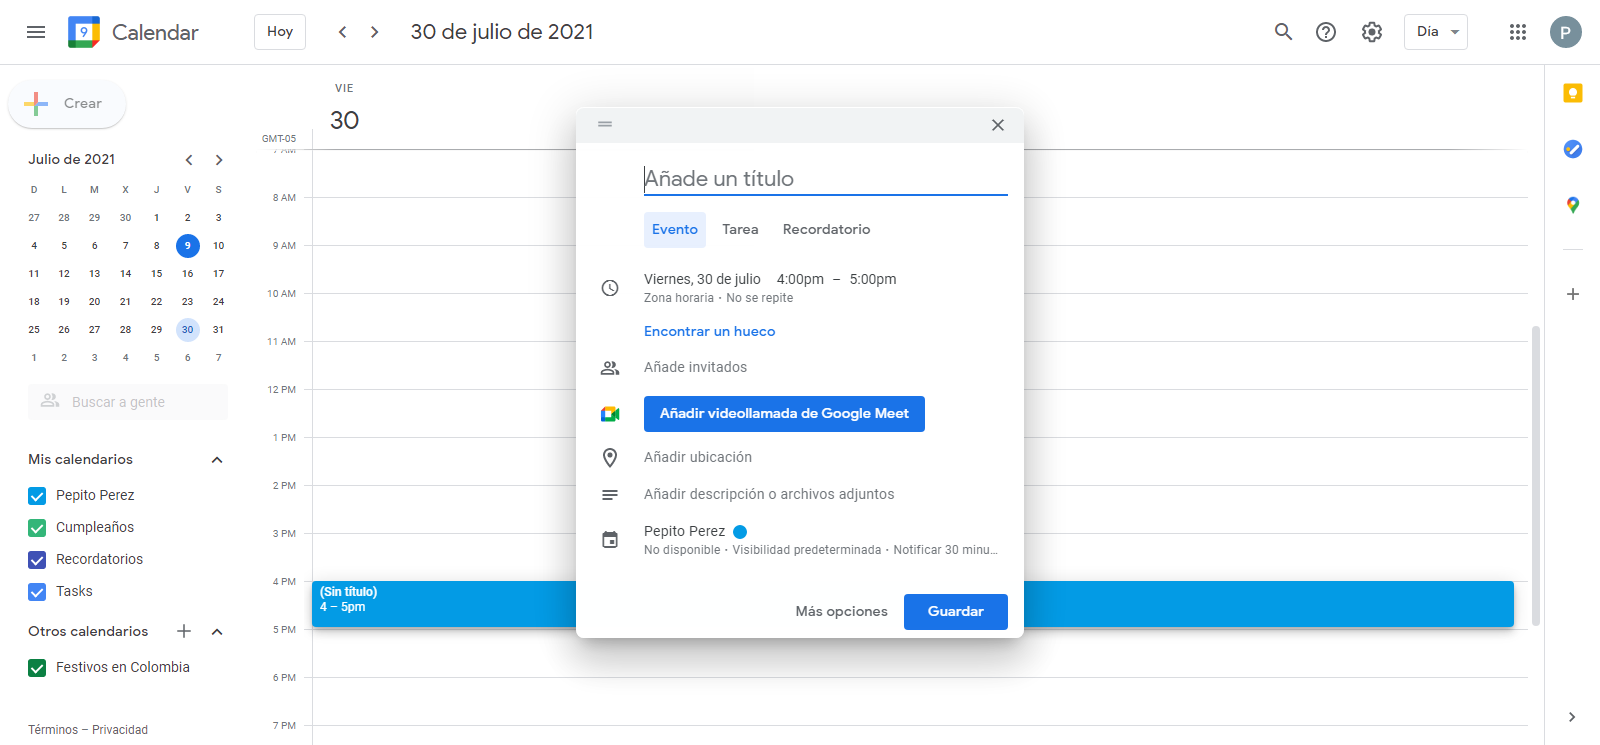 9 Calendar Hoy 30 de julio de 2021 Día P
Crear
Julio de 2021
D L M X J V S
27 28 29 30 1 2 3
4 5 6 7 8 9 10
11 12 13 14 15 16 17
18 19 20 21 22 23 24
25 26 27 28 29 30 31
1 2 3 4 5 6 7
Buscar a gente
Mis calendarios
Pepito Perez
Cumpleaños
Recordatorios
Tasks
Otros calendarios
Festivos en Colombia
Términos – Privacidad
VIE
30
GMT-05
7 AM
8 AM
9 AM
10 AM
11 AM
12 PM
1 PM
2 PM
3 PM
4 PM
5 PM
6 PM
7 PM
(Sin título)
4 – 5pm
Añade un título
Evento Tarea Recordatorio
Viernes, 30 de julio 4:00pm – 5:00pm
Zona horaria • No se repite
Encontrar un hueco
Añade invitados
Añadir videollamada de Google Meet
Añadir ubicación
Añadir descripción o archivos adjuntos
Pepito Perez
No disponible • Visibilidad predeterminada • Notificar 30 minu...
Más opciones Guardar